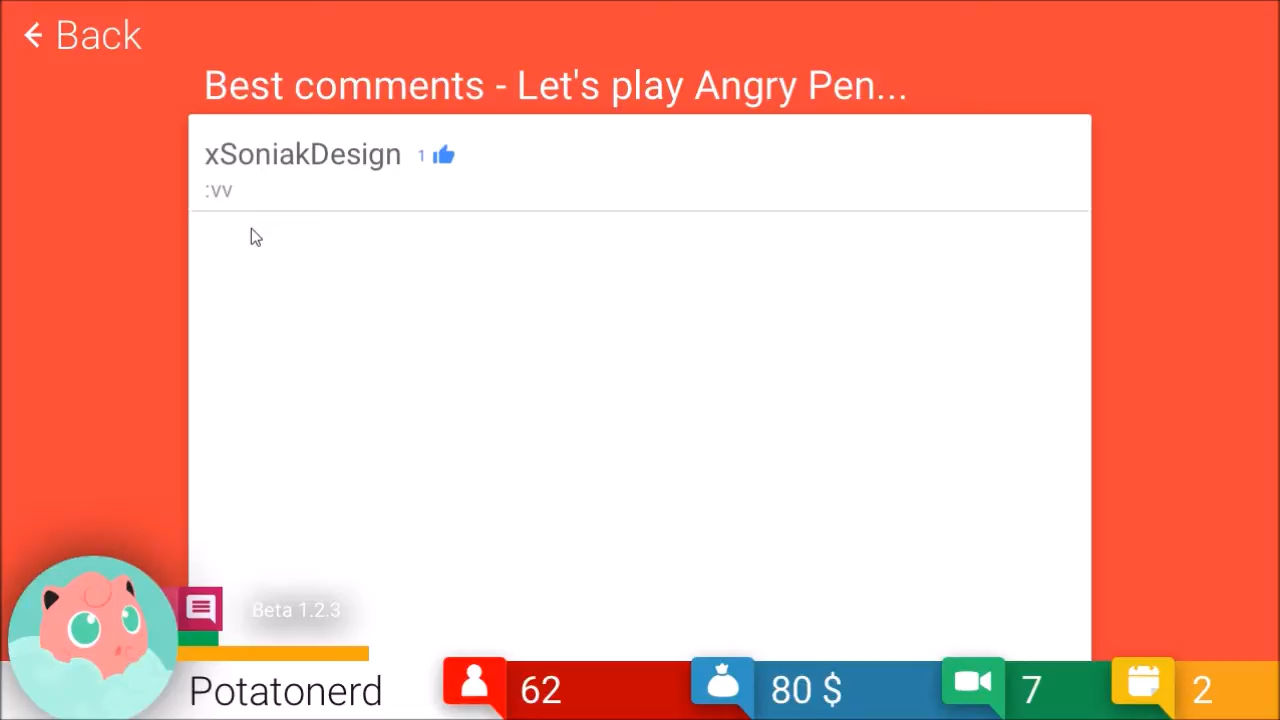 Back
Best comments - Let's play Angry Pen...
xSoniakDesign 1
:vv
Beta 1.2.3
Potatonerd
62
80 $
7
2